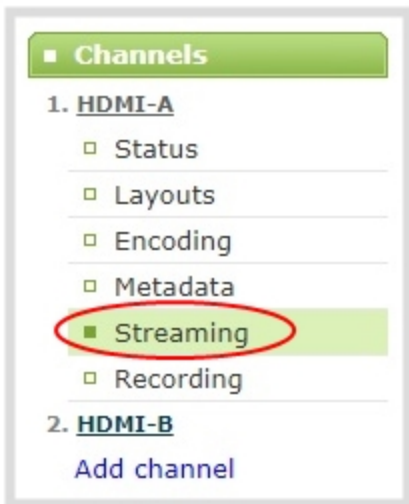 Channels
1. HDMI-A
Status
Layouts
Encoding
Metadata
Streaming
Recording
2. HDMI-B
Add channel